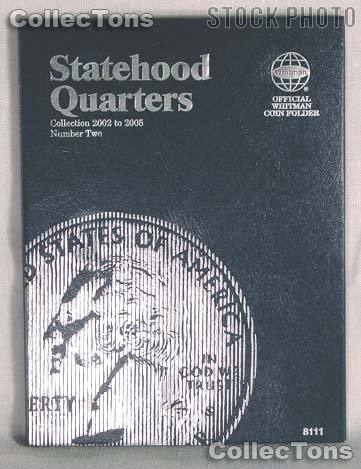 CollecTons
STOCK PHOTO
Statehood
Quarters
Collection 2002 to 2005
Number Two
Whitman
OFFICIAL
WHITMAN
COIN FOLDER
D STATES OF AMERICA
IN
GOD WE
TRUST
ERTY
S
8111
CollecTons
CollecTons